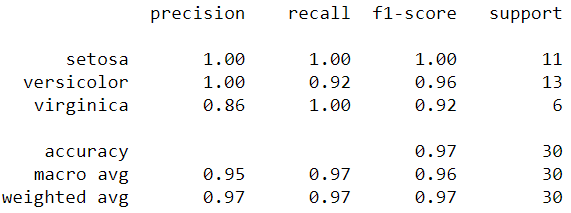 precision recall f1-score support
setosa 1.00 1.00 1.00 11
versicolor 1.00 0.92 0.96 13
virginica 0.86 1.00 0.92 6
accuracy 0.97 30
macro avg 0.95 0.97 0.96 30
weighted avg 0.97 0.97 0.97 30